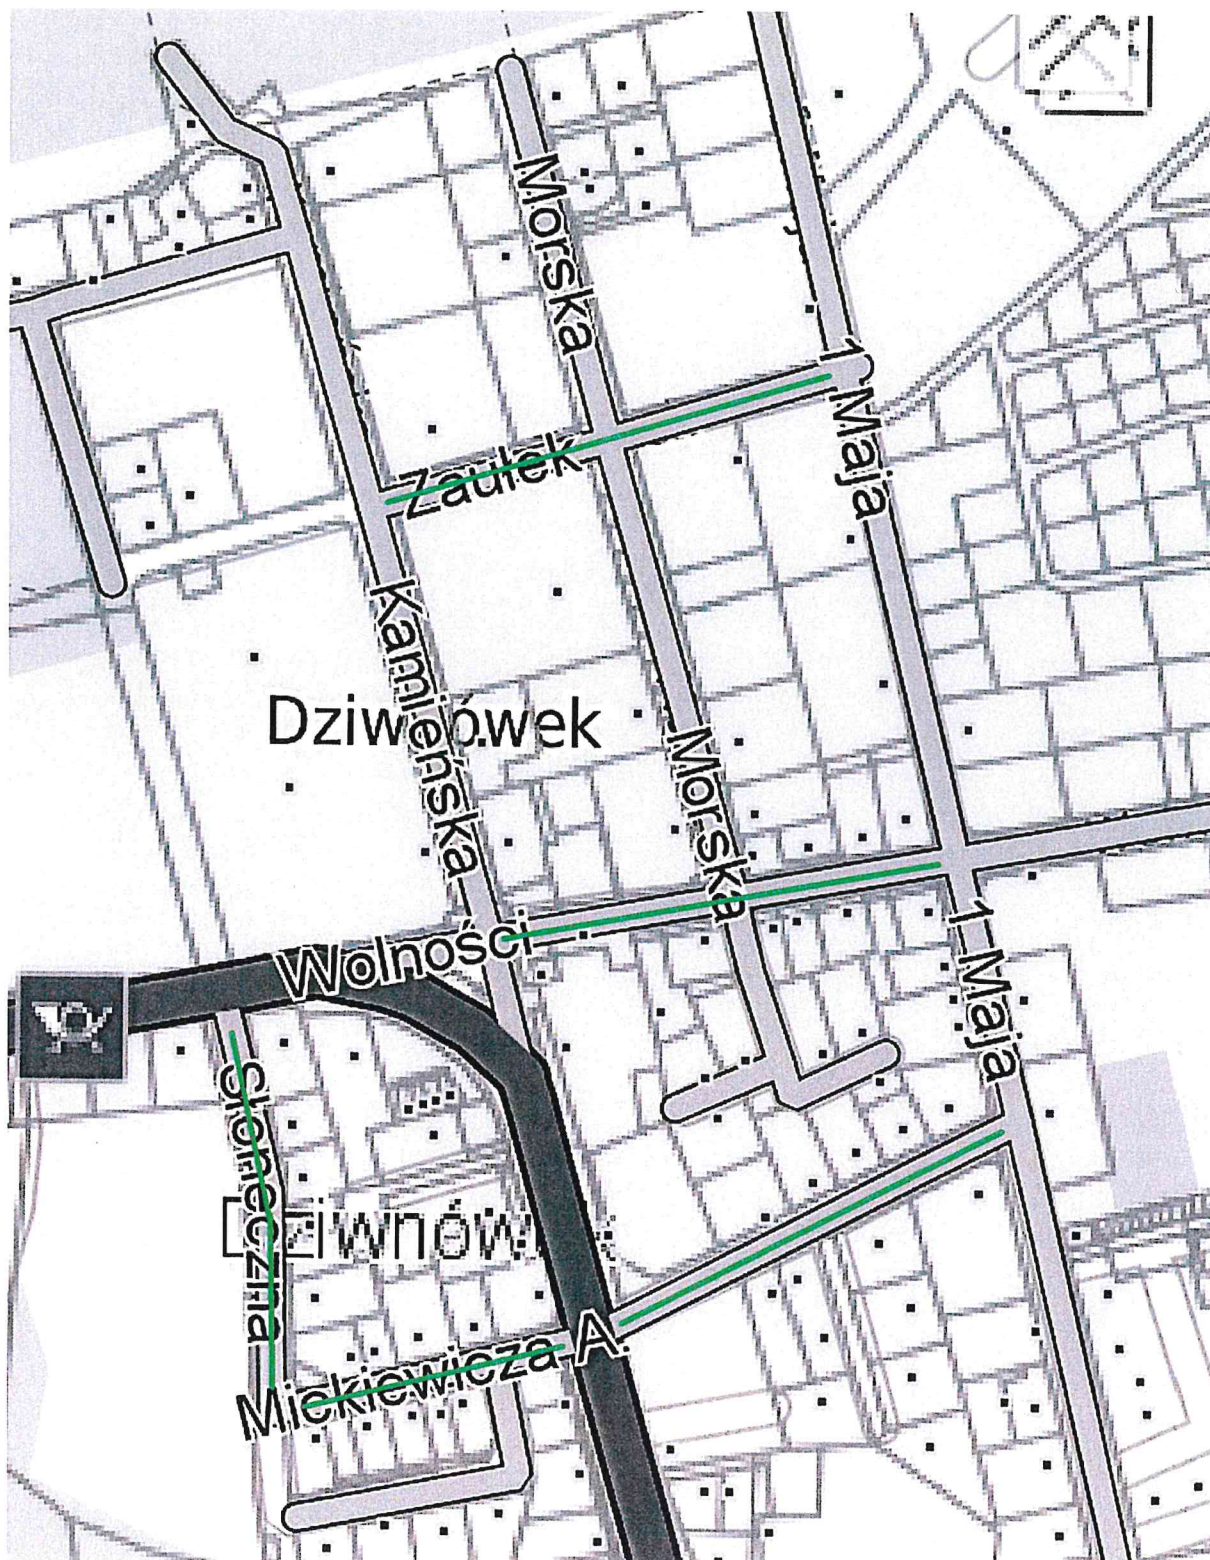 Morska
1 Maja
Zaułek
Kamieńska
Dziwnówek
Morska
Wolności
1 Maja
Słoneczna
Mickiewicza A.